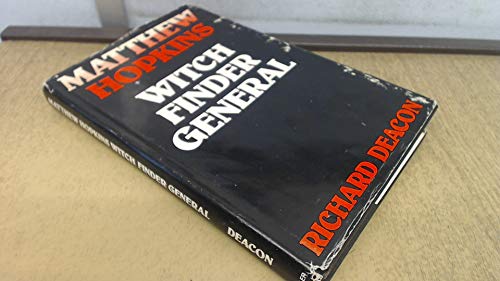 MATTHEW
HOPKINS
WITCH
FINDER
GENERAL
RICHARD DEACON
MATTHEW HOPKINS WITCH FINDER GENERAL DEACON